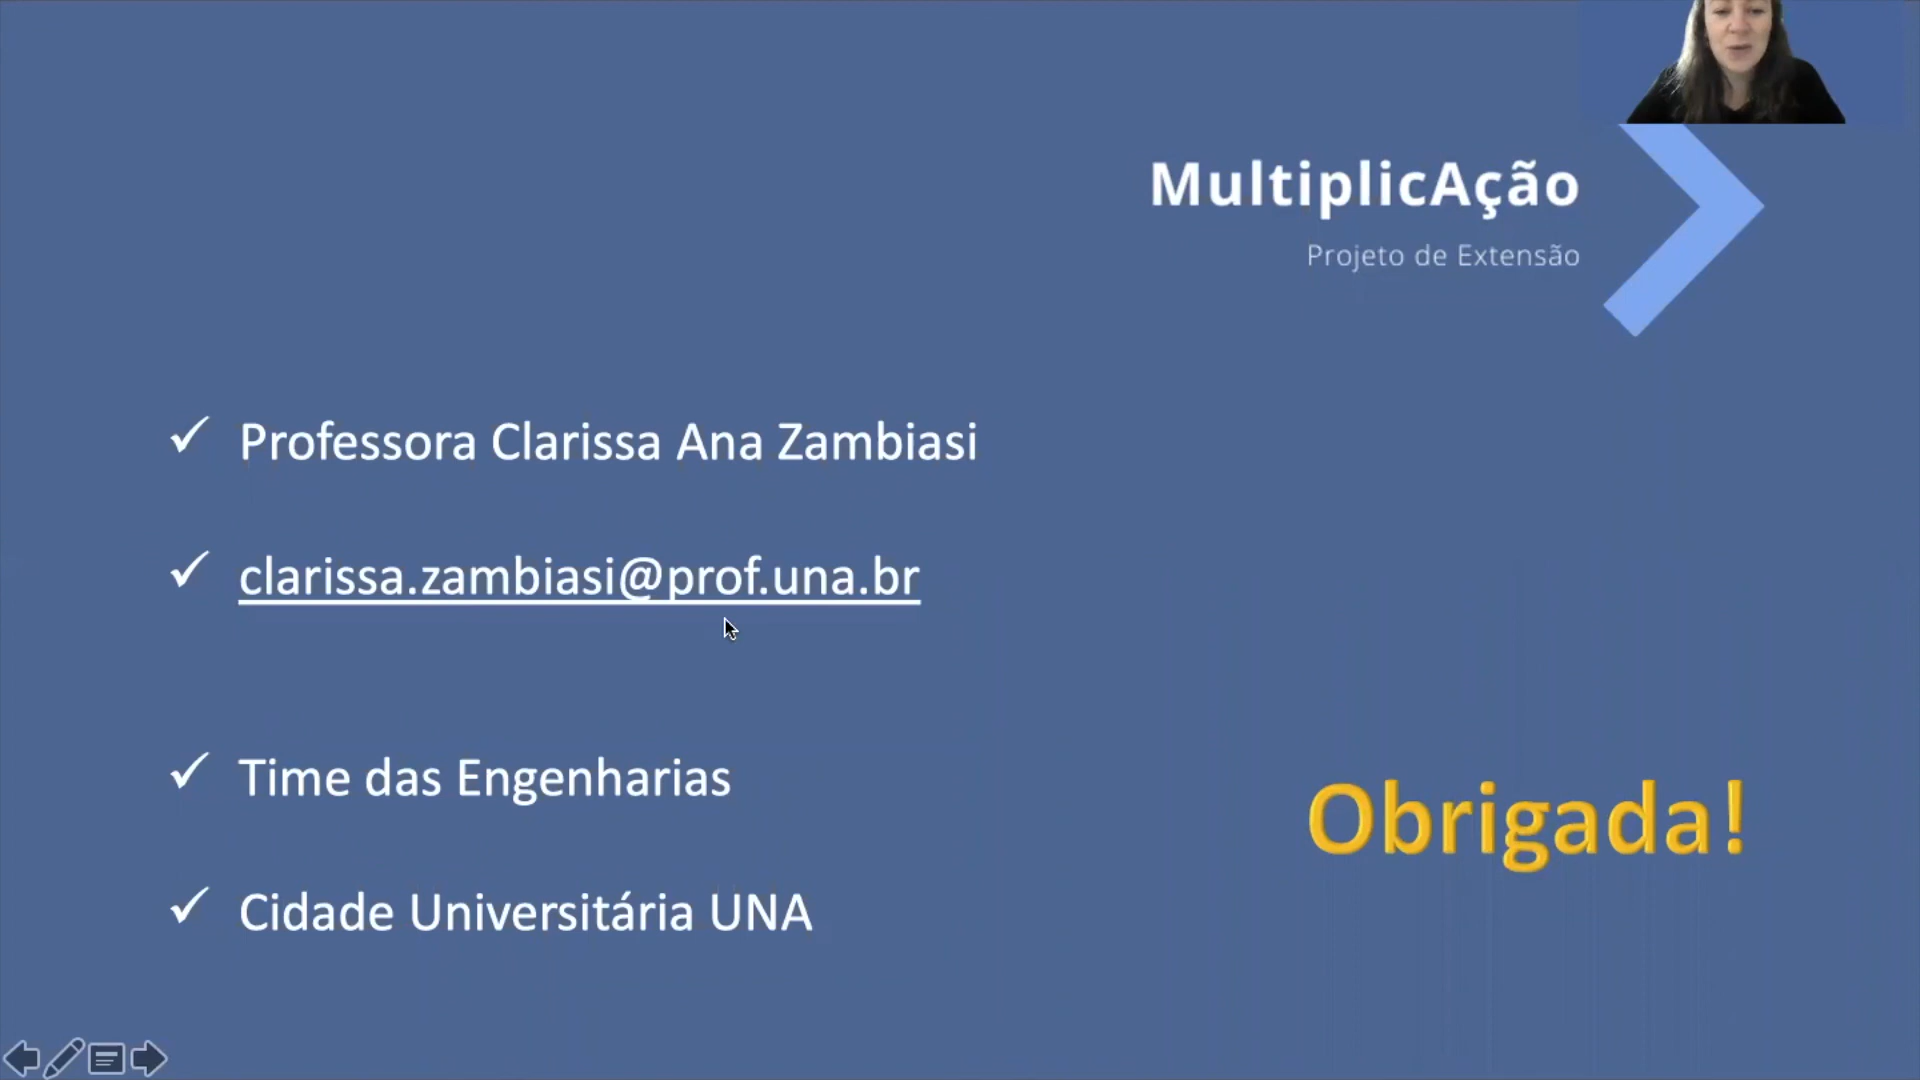 MultiplicAção
Projeto de Extensão
Professora Clarissa Ana Zambiasi
clarissa.zambiasi@prof.una.br
Time das Engenharias
Obrigada!
Cidade Universitária UNA